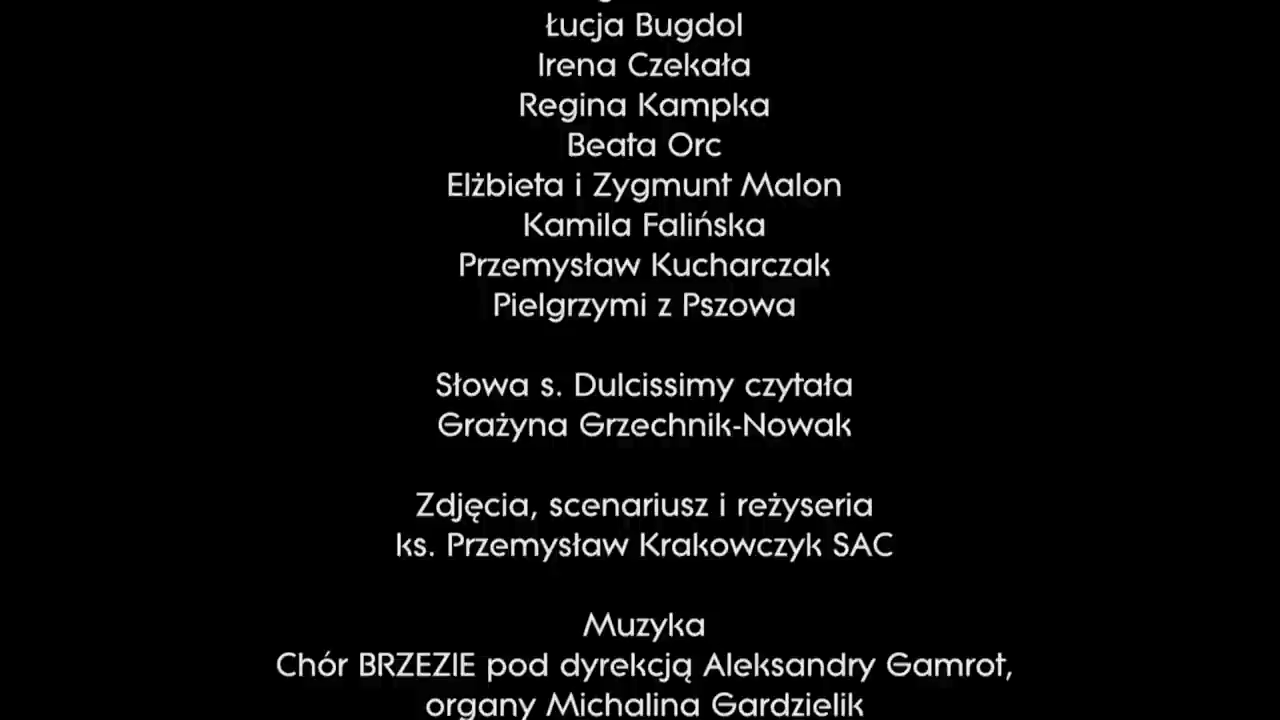 Łucja Bugdol
Irena Czekała
Regina Kampka
Beata Orc
Elżbieta i Zygmunt Malon
Kamila Falińska
Przemysław Kucharczak
Pielgrzymi z Pszowa
Słowa s. Dulcissimy czytała
Grażyna Grzechnik-Nowak
Zdjęcia, scenariusz i reżyseria
ks. Przemysław Krakowczyk SAC
Muzyka
Chór BRZEZIE pod dyrekcją Aleksandry Gamrot,
organy Michalina Gardzielik